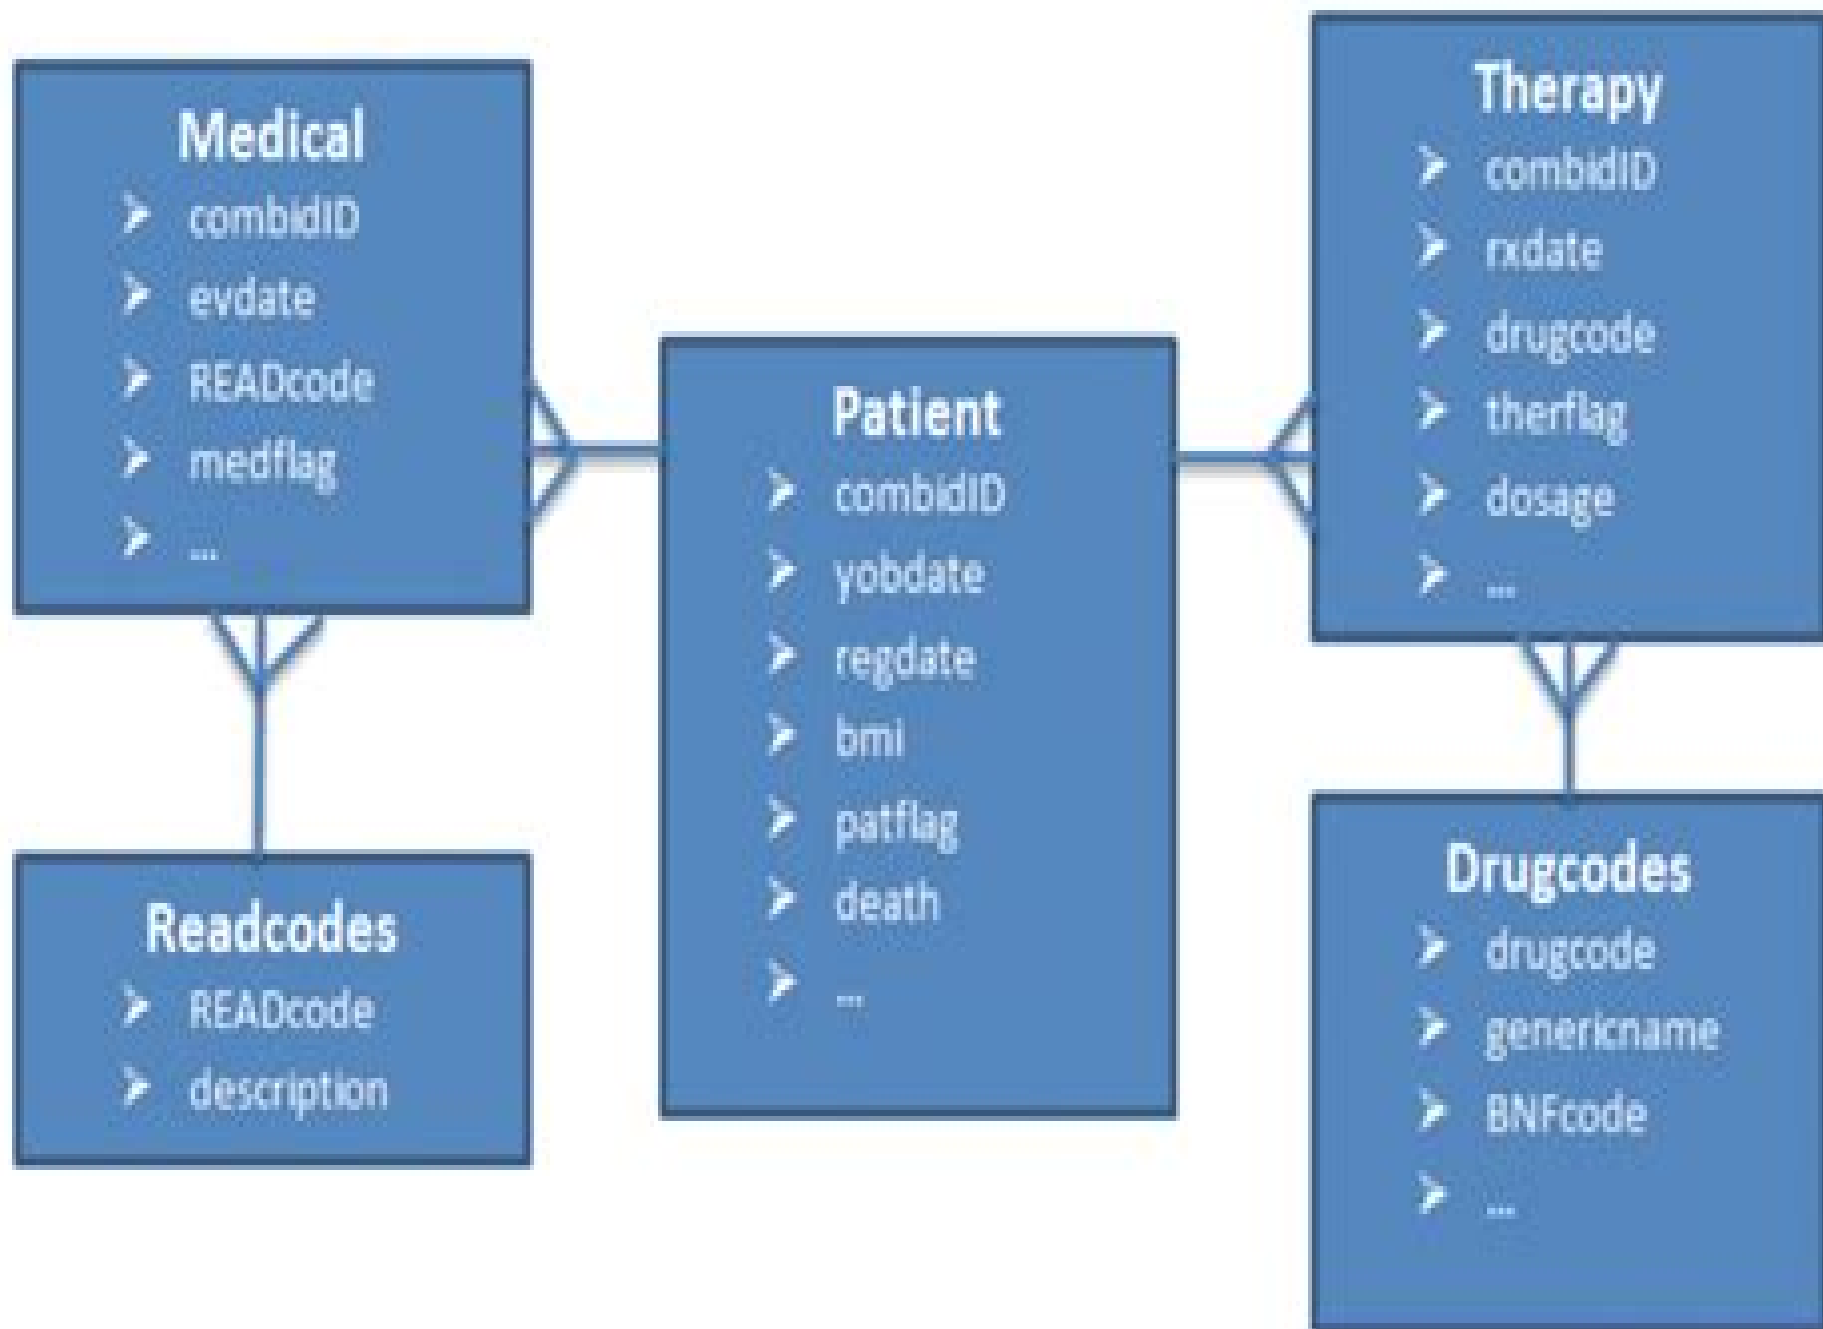 Medical
combidID
evdate
READcode
medflag
...
Readcodes
READcode
description
Patient
combidID
yobdate
regdate
bmi
patflag
death
...
Therapy
combidID
rxdate
drugcode
therflag
dosage
...
Drugcodes
drugcode
genericname
BNFcode
...